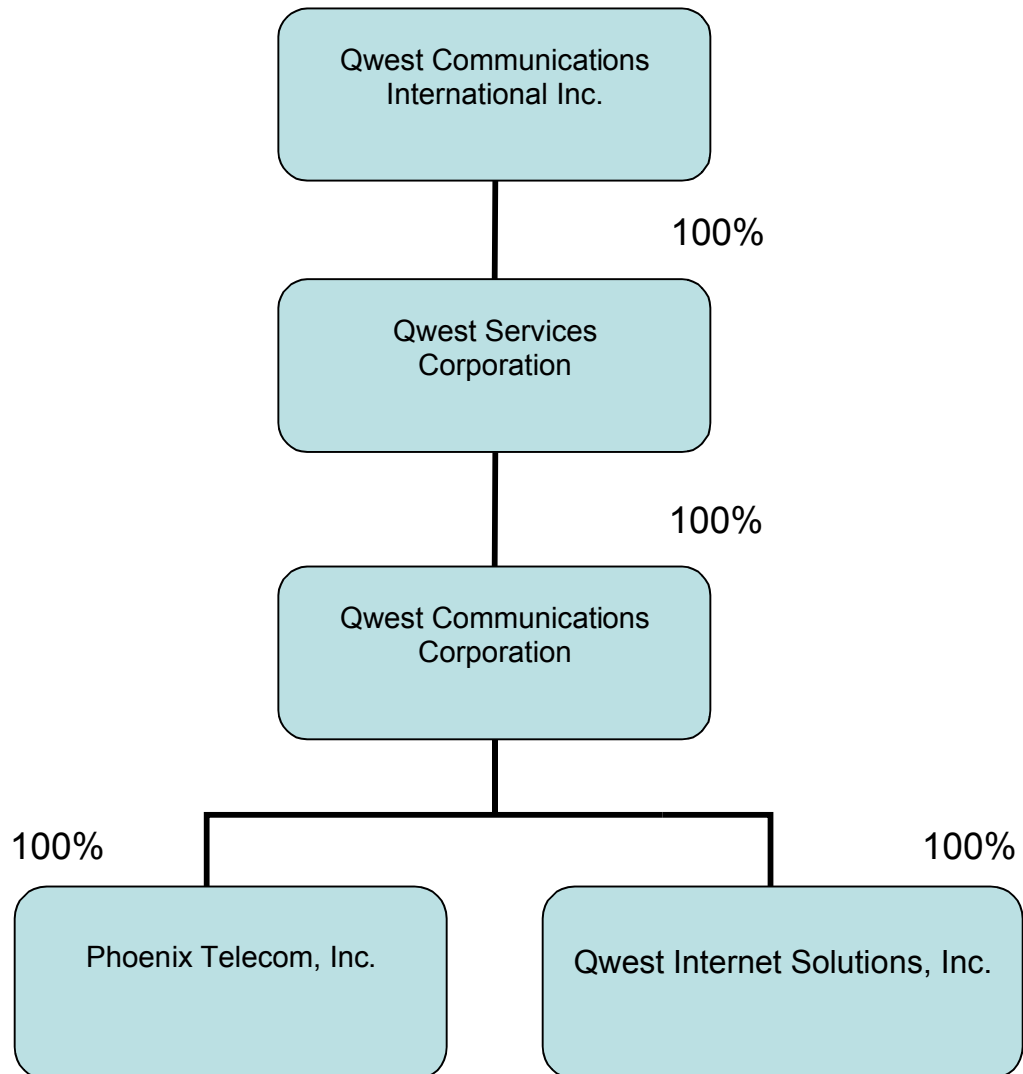 Qwest Communications
International Inc.
100%
Qwest Services
Corporation
100%
Qwest Communications
Corporation
100%
100%
Phoenix Telecom, Inc.
Qwest Internet Solutions, Inc.